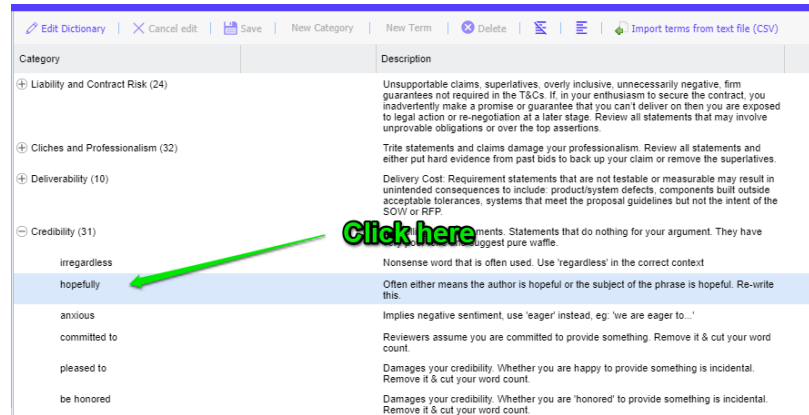 Edit Dictionary | Cancel edit | Save | New Category | New Term | Delete | | Import terms from text file (CSV)
Category Description
Liability and Contract Risk (24) Unsupportable claims, superlatives, overly inclusive, unnecessarily negative, firm
guarantees not required in the T&Cs. If, in your enthusiasm to secure the contract, you
inadvertently make a promise or guarantee that you can't deliver on then you are exposed
to legal action or re-negotiation at a later stage. Review all statements that may involve
unprovable obligations or over the top assertions.
Cliches and Professionalism (32) Trite statements and claims damage your professionalism. Review all statements and
either put hard evidence from past bids to back up your claim or remove the superlatives.
Deliverability (10) Delivery Cost: Requirement statements that are not testable or measurable may result in
unintended consequences to include: product/system defects, components built outside
acceptable tolerances, systems that meet the proposal guidelines but not the intent of the
SOW or RFP.
Click here
Credibility (31) Statements that do nothing for your argument. They have
suggest pure waffle.
irregardless Nonsense word that is often used. Use 'regardless' in the correct context
hopefully Often either means the author is hopeful or the subject of the phrase is hopeful. Re-write
this.
anxious Implies negative sentiment, use 'eager' instead, eg: 'we are eager to...'
committed to Reviewers assume you are committed to provide something. Remove it & cut your word
count.
pleased to Damages your credibility. Whether you are happy to provide something is incidental.
Remove it & cut your word count.
be honored Damages your credibility. Whether you are 'honored' to provide something is incidental.
Remove it & cut your word count.